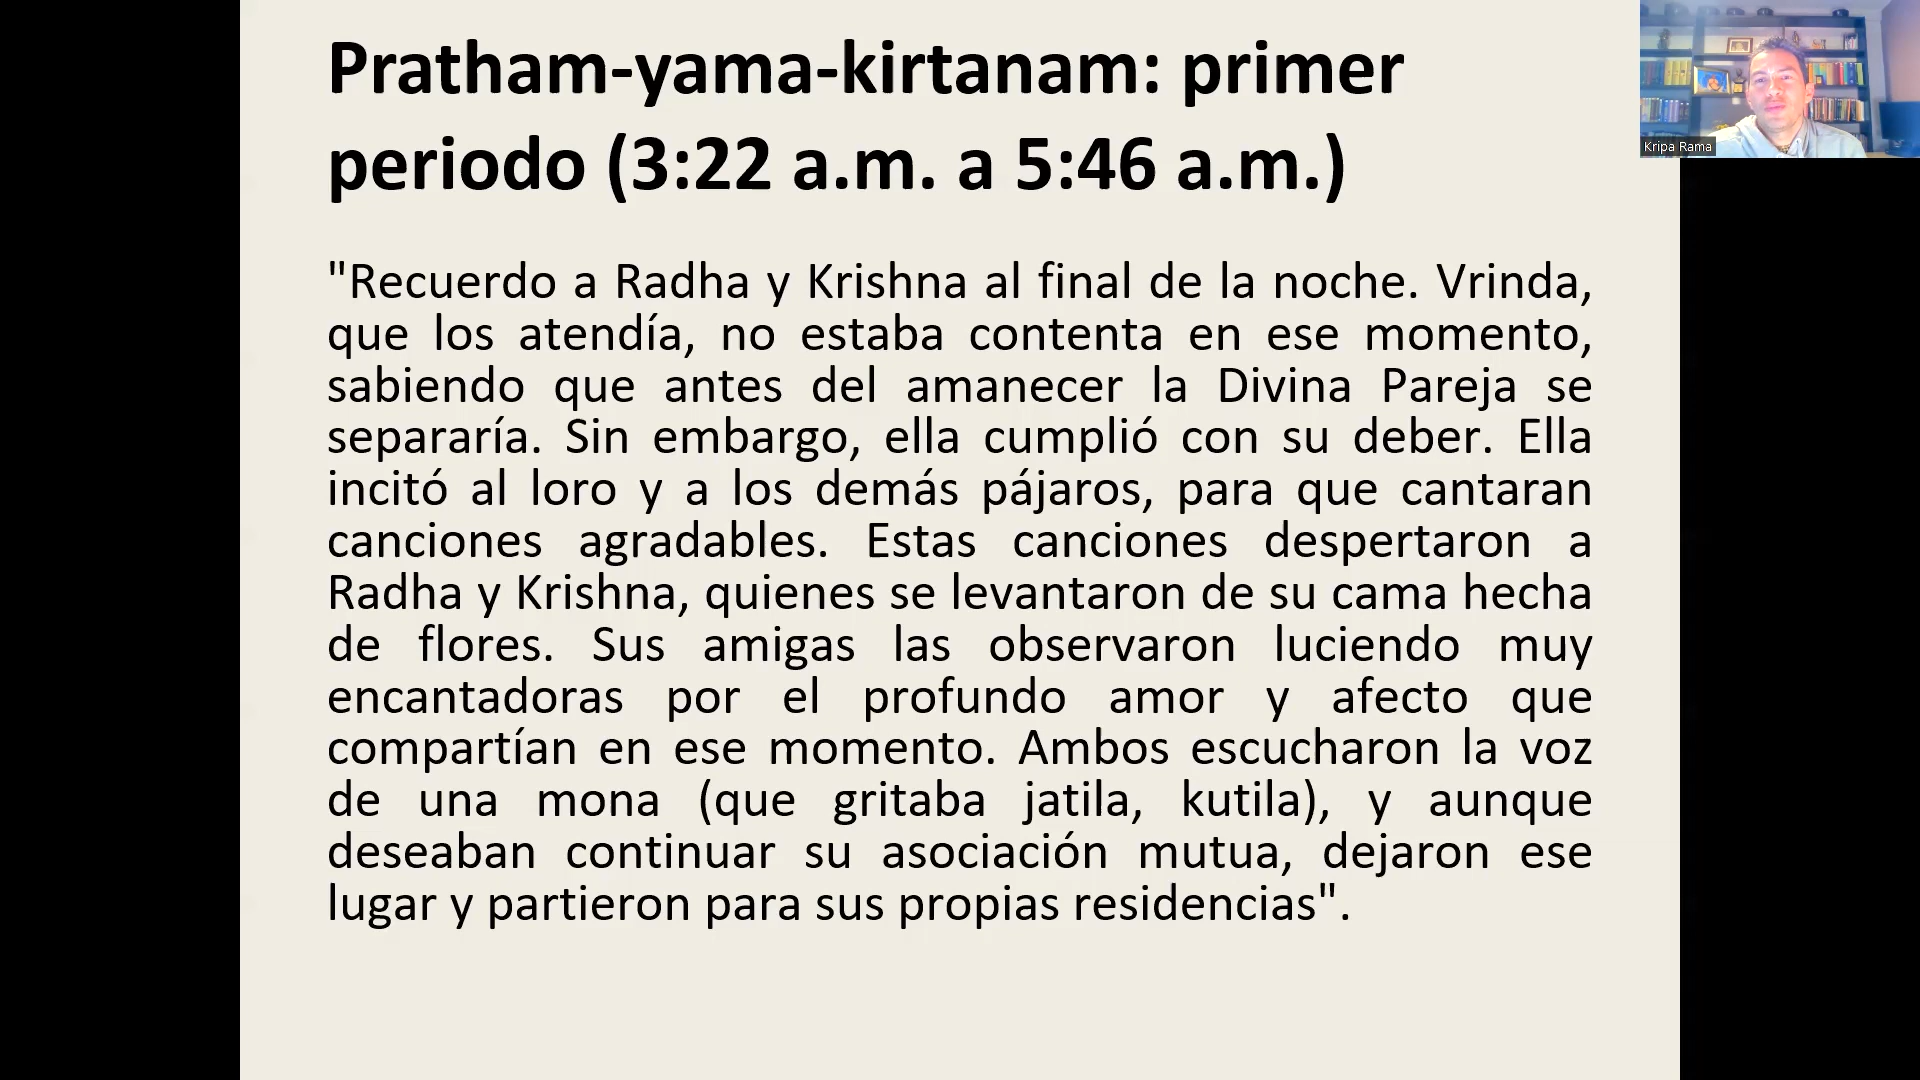 Pratham-yama-kirtanam: primer
periodo (3:22 a.m. a 5:46 a.m.)
"Recuerdo a Radha y Krishna al final de la noche. Vrinda,
que los atendía, no estaba contenta en ese momento,
sabiendo que antes del amanecer la Divina Pareja se
separaría. Sin embargo, ella cumplió con su deber. Ella
incitó al loro y a los demás pájaros, para que cantaran
canciones agradables. Estas canciones despertaron a
Radha y Krishna, quienes se levantaron de su cama hecha
de flores. Sus amigas las observaron luciendo muy
encantadoras por el profundo amor y afecto que
compartían en ese momento. Ambos escucharon la voz
de una mona (que gritaba jatila, kutila), y aunque
deseaban continuar su asociación mutua, dejaron ese
lugar y partieron para sus propias residencias".
Kripa Rama